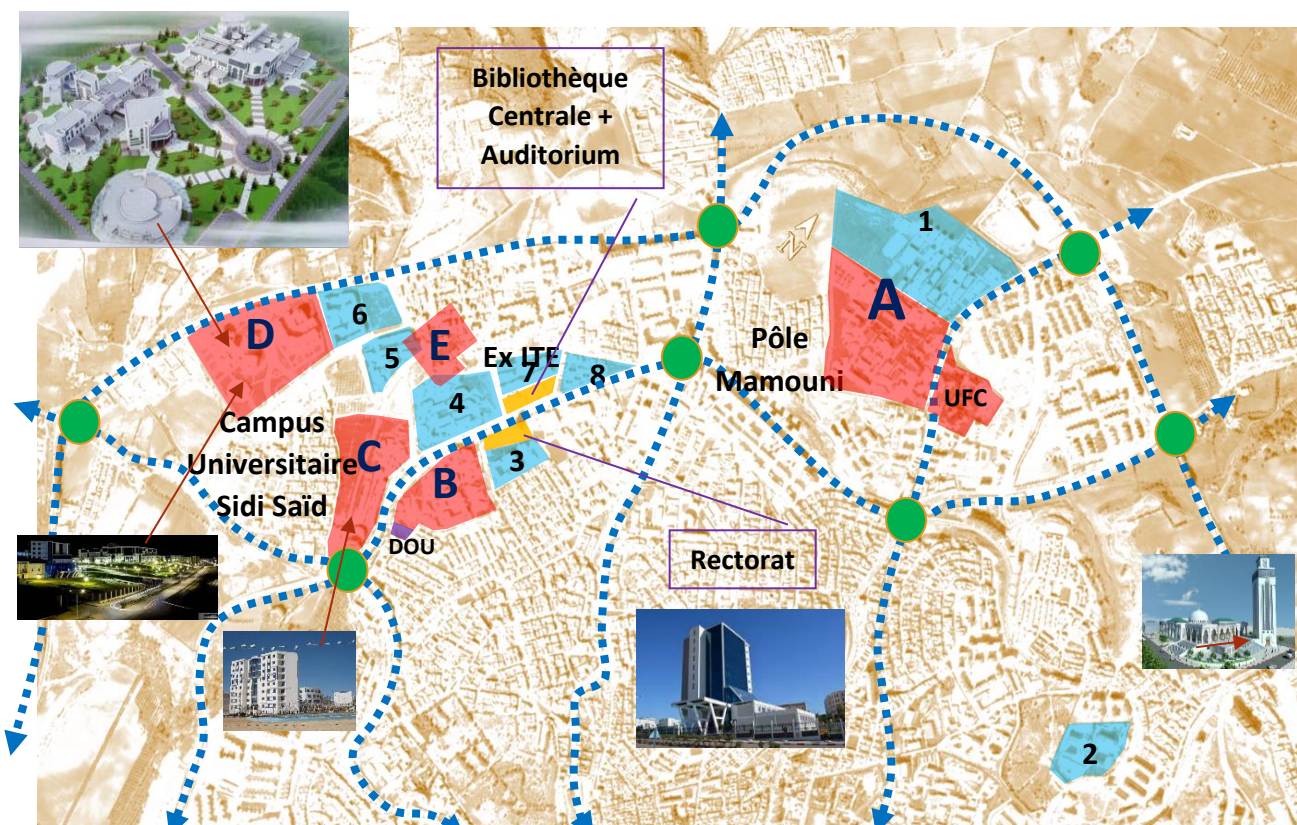 Bibliothèque
Centrale +
Auditorium
N
1
A
6
D
5
E
Ex ITE
7
8
4
Pôle
Mamouni
UFC
Campus
Universitaire
Sidi Saïd
C
B
3
DOU
Rectorat
2